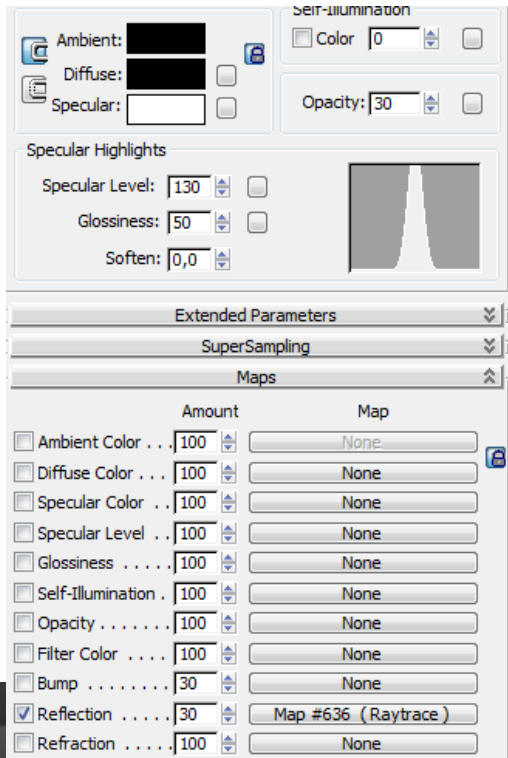 Self-Illumination
Ambient:
Color 0
Diffuse:
Specular:
Opacity: 30
Specular Highlights
Specular Level: 130
Glossiness: 50
Soften: 0,0
Extended Parameters
SuperSampling
Maps
Amount Map
Ambient Color . . . 100 None
Diffuse Color . . . . 100 None
Specular Color . . 100 None
Specular Level . . 100 None
Glossiness . . . . . 100 None
Self-Illumination . 100 None
Opacity . . . . . . . 100 None
Filter Color . . . . 100 None
Bump . . . . . . . . 30 None
Reflection . . . . . 30 Map #636 ( Raytrace )
Refraction . . . . . 100 None